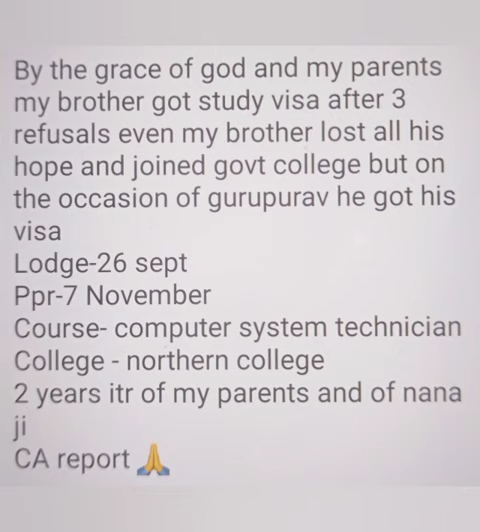 By the grace of god and my parents
my brother got study visa after 3
refusals even my brother lost all his
hope and joined govt college but on
the occasion of gurupurav he got his
visa
Lodge-26 sept
Ppr-7 November
Course- computer system technician
College - northern college
2 years itr of my parents and of nana
ji
CA report 🙏